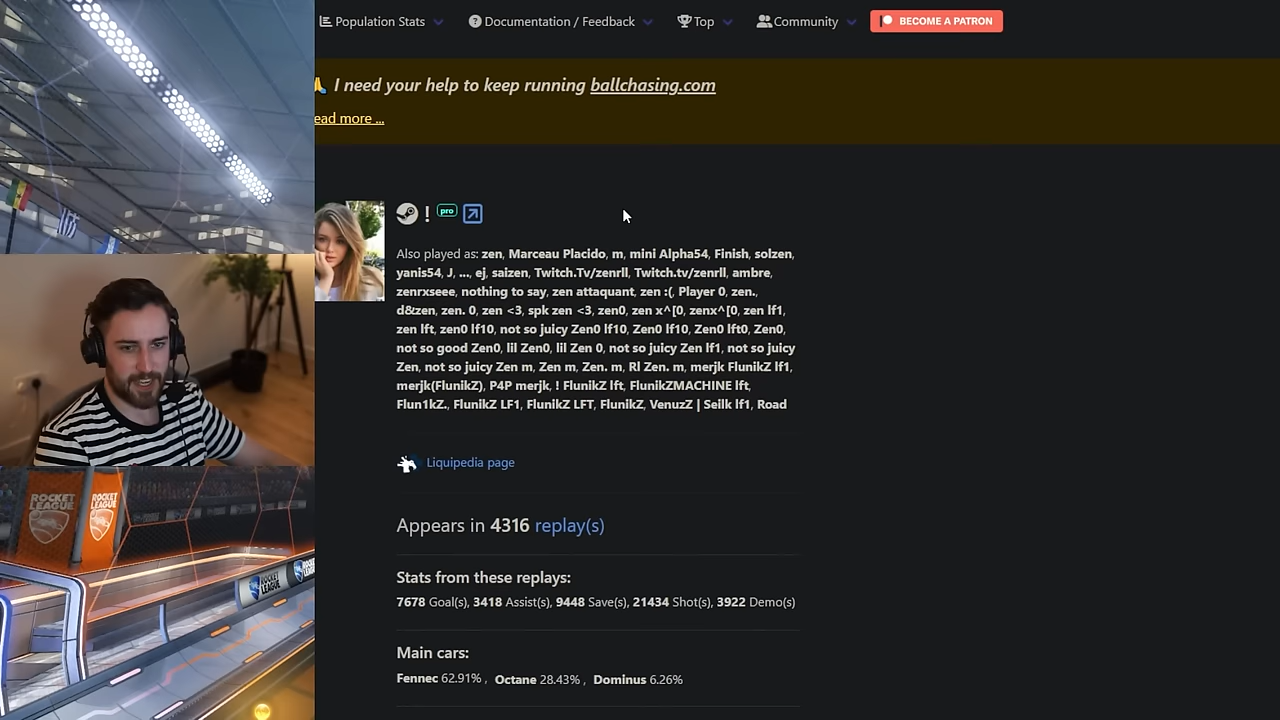 Population Stats Documentation / Feedback Top Community BECOME A PATRON
I need your help to keep running ballchasing.com
ead more ...
! pro
Also played as: zen, Marceau Placido, m, mini Alpha54, Finish, solzen,
yanis54, J, ..., ej, saizen, Twitch.Tv/zenrll, Twitch.tv/zenrll, ambre,
zenrxseee, nothing to say, zen attaquant, zen :(, Player 0, zen.,
d&zen, zen. 0, zen <3, spk zen <3, zen0, zen x^[0, zenx^[0, zen lf1,
zen lft, zen0 lf10, not so juicy Zen0 lf10, Zen0 lf10, Zen0 lft0, Zen0,
not so good Zen0, lil Zen0, lil Zen 0, not so juicy Zen lf1, not so juicy
Zen, not so juicy Zen m, Zen m, Zen. m, Rl Zen. m, merjk FlunikZ lf1,
merjk(FlunikZ), P4P merjk, ! FlunikZ lft, FlunikZMACHINE lft,
Flun1kZ., FlunikZ LF1, FlunikZ LFT, FlunikZ, VenuzZ | Seilk lf1, Road
Liquipedia page
Appears in 4316 replay(s)
Stats from these replays:
7678 Goal(s), 3418 Assist(s), 9448 Save(s), 21434 Shot(s), 3922 Demo(s)
Main cars:
Fennec 62.91% , Octane 28.43% , Dominus 6.26%
ROCKET LEAGUE
ROCKET LEAGUE
ROCKET LEAGUE